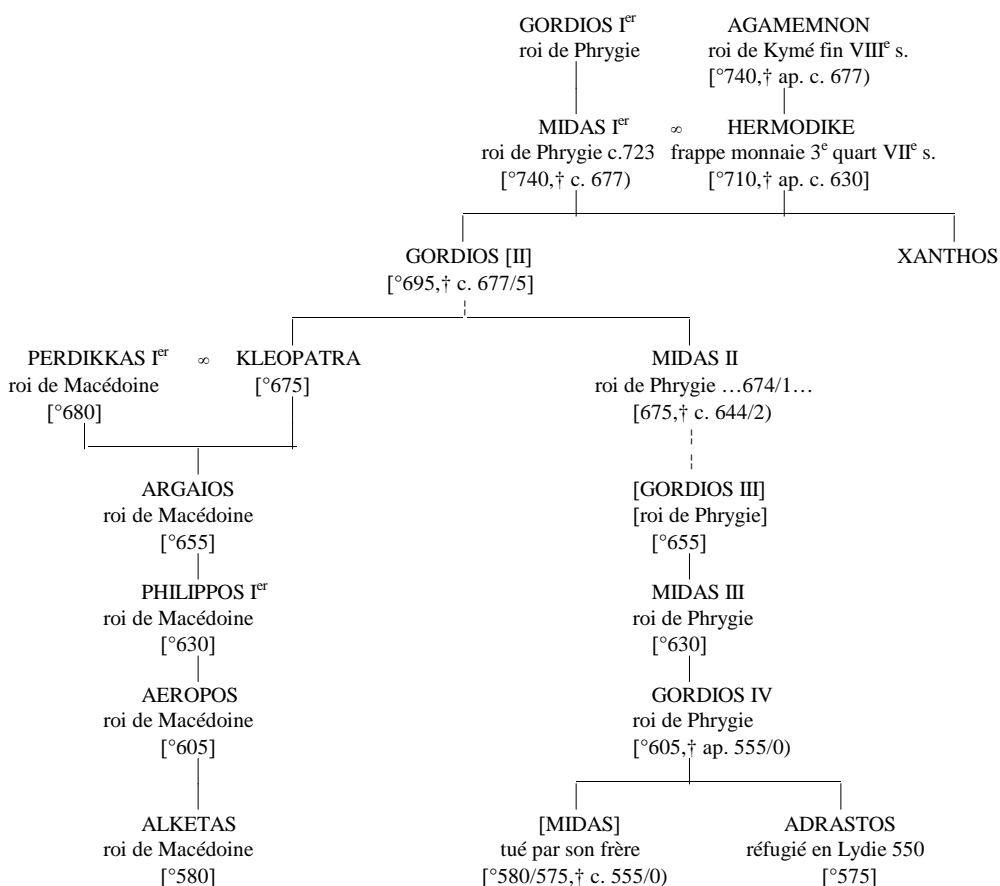 GORDIOS Ier
roi de Phrygie
AGAMEMNON
roi de Kymé fin VIIIe s.
[°740,† ap. c. 677)
MIDAS Ier
roi de Phrygie c.723
[°740,† c. 677)
∞
HERMODIKE
frappe monnaie 3e quart VIIe s.
[°710,† ap. c. 630]
GORDIOS [II]
[°695,† c. 677/5]
XANTHOS
PERDIKKAS Ier
roi de Macédoine
[°680]
∞
KLEOPATRA
[°675]
MIDAS II
roi de Phrygie …674/1…
[675,† c. 644/2)
ARGAIOS
roi de Macédoine
[°655]
[GORDIOS III]
[roi de Phrygie]
[°655]
PHILIPPOS Ier
roi de Macédoine
[°630]
MIDAS III
roi de Phrygie
[°630]
AEROPOS
roi de Macédoine
[°605]
GORDIOS IV
roi de Phrygie
[°605,† ap. 555/0)
ALKETAS
roi de Macédoine
[°580]
[MIDAS]
tué par son frère
[°580/575,† c. 555/0)
ADRASTOS
réfugié en Lydie 550
[°575]